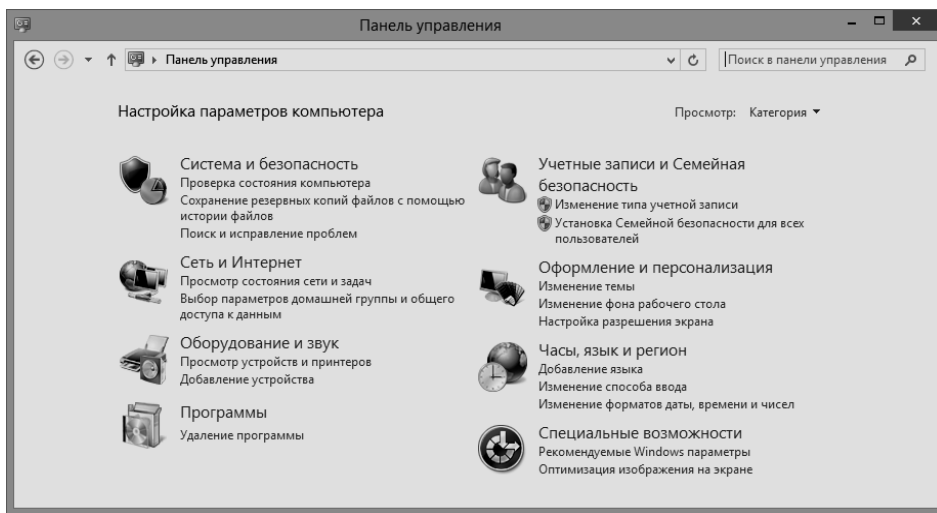 Панель управления
Панель управления
Поиск в панели управления
Настройка параметров компьютера
Просмотр: Категория
Система и безопасность
Проверка состояния компьютера
Сохранение резервных копий файлов с помощью
истории файлов
Поиск и исправление проблем
Сеть и Интернет
Просмотр состояния сети и задач
Выбор параметров домашней группы и общего
доступа к данным
Оборудование и звук
Просмотр устройств и принтеров
Добавление устройства
Программы
Удаление программы
Учетные записи и Семейная
безопасность
Изменение типа учетной записи
Установка Семейной безопасности для всех
пользователей
Оформление и персонализация
Изменение темы
Изменение фона рабочего стола
Настройка разрешения экрана
Часы, язык и регион
Добавление языка
Изменение способа ввода
Изменение форматов даты, времени и чисел
Специальные возможности
Рекомендуемые Windows параметры
Оптимизация изображения на экране